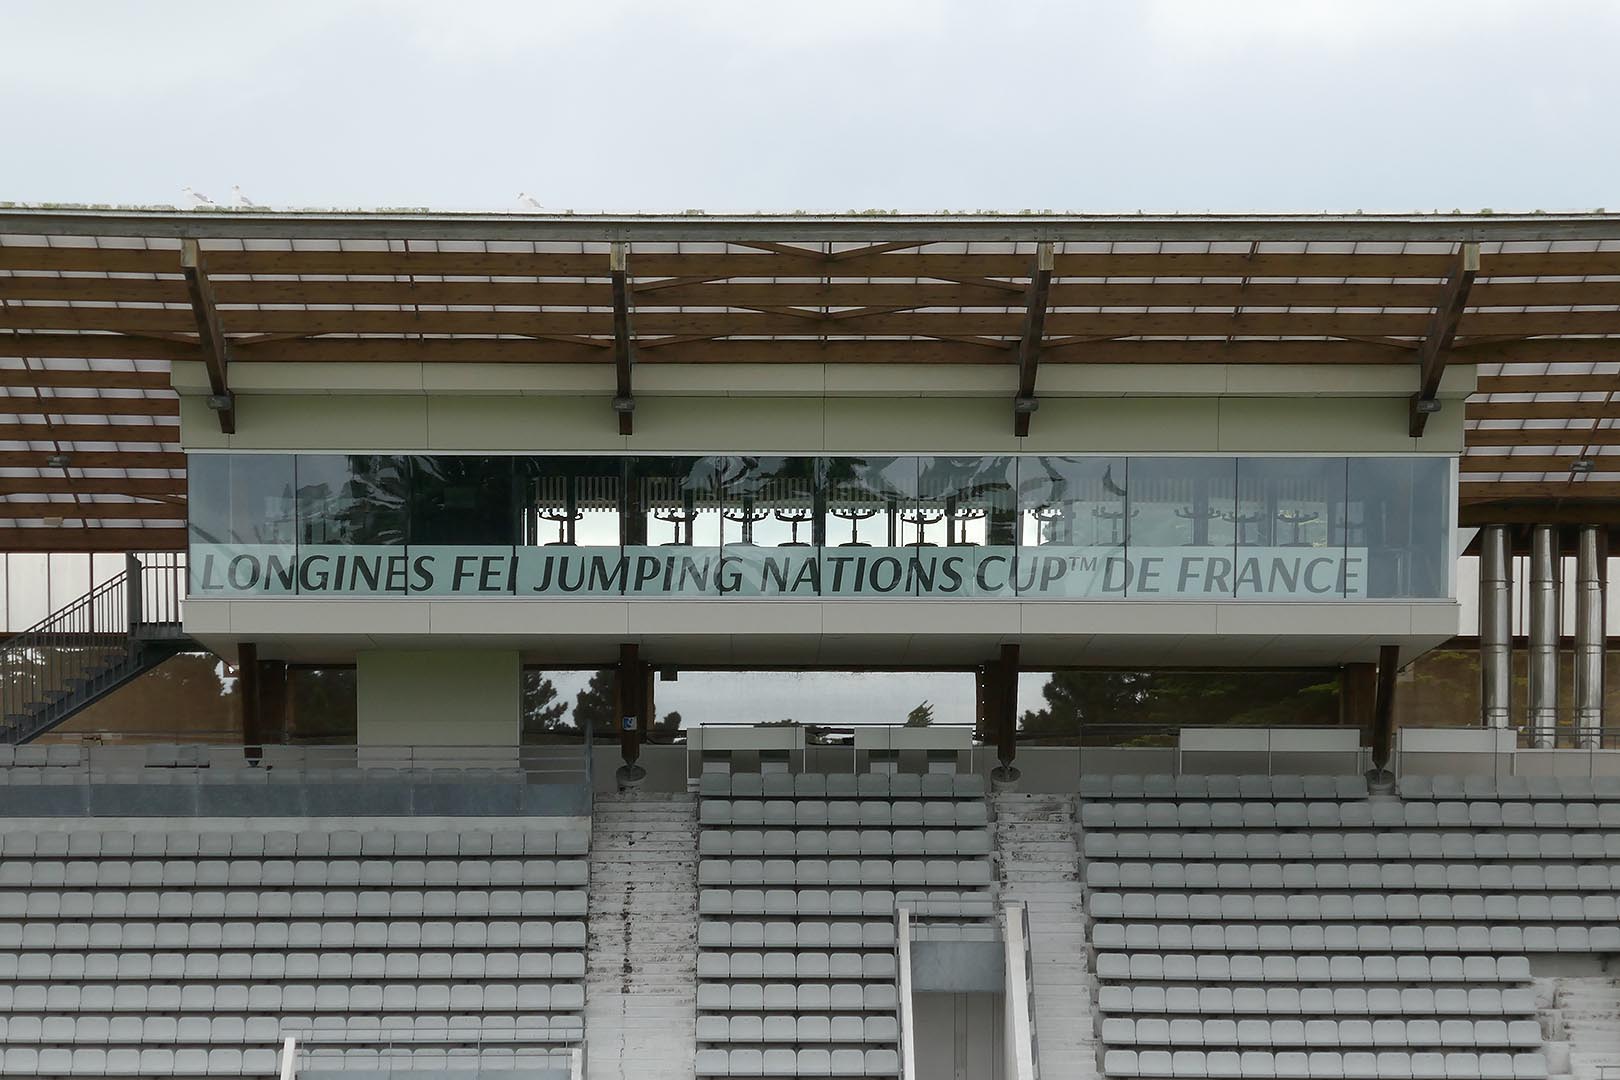 LONGINES FEI JUMPING NATIONS CUP™ DE FRANCE